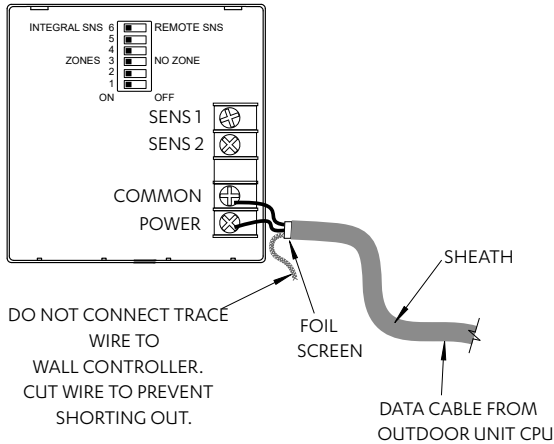 INTEGRAL SNS 6 REMOTE SNS
5
4
ZONES 3 NO ZONE
2
1
ON OFF
SENS 1
SENS 2
COMMON
POWER
SHEATH
DO NOT CONNECT TRACE
WIRE TO
WALL CONTROLLER.
CUT WIRE TO PREVENT
SHORTING OUT.
FOIL
SCREEN
DATA CABLE FROM
OUTDOOR UNIT CPU